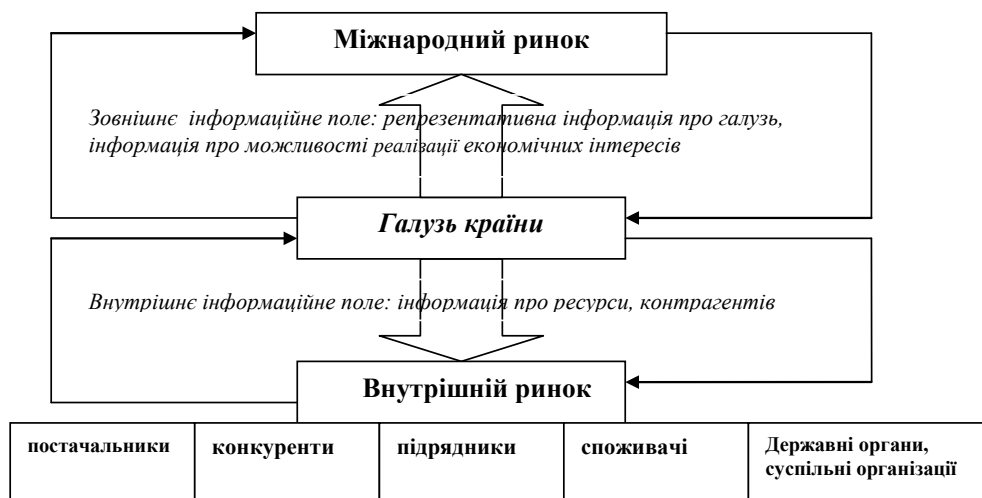 Міжнародний ринок
Зовнішнє інформаційне поле: репрезентативна інформація про галузь,
інформація про можливості реалізації економічних інтересів
Галузь країни
Внутрішнє інформаційне поле: інформація про ресурси, контрагентів
Внутрішній ринок
постачальники
конкуренти
підрядники
споживачі
Державні органи,
суспільні організації